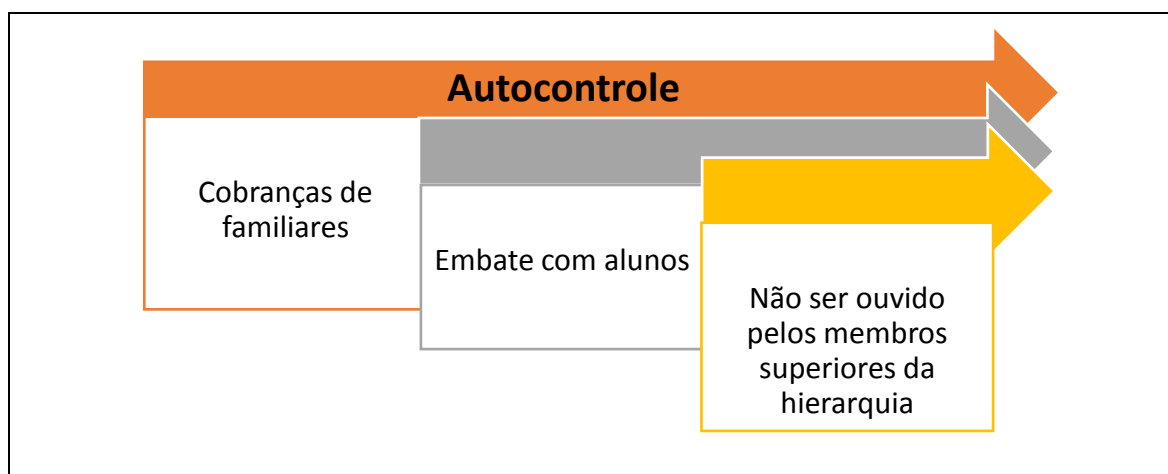 Autocontrole
Cobranças de
familiares
Embate com alunos
Não ser ouvido
pelos membros
superiores da
hierarquia